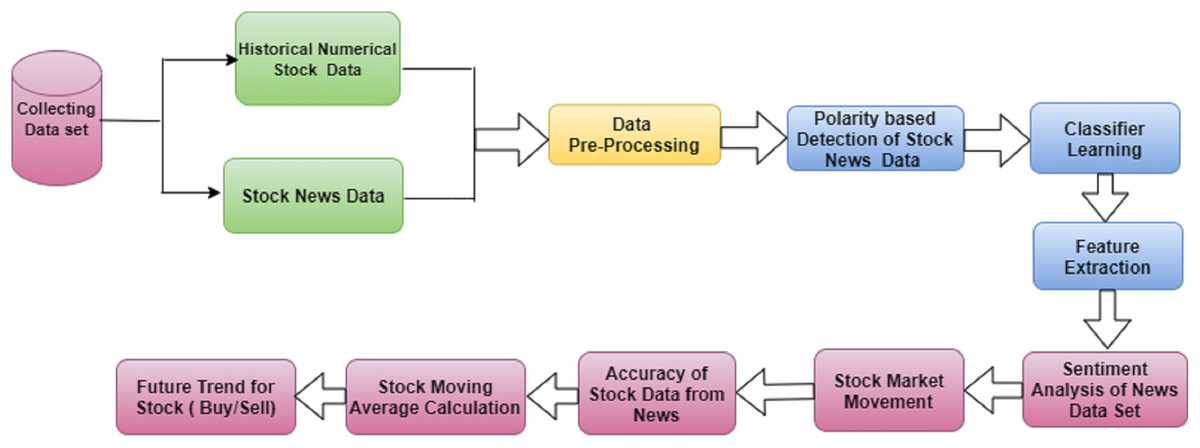 Collecting
Data set
Historical Numerical
Stock Data
Stock News Data
Data
Pre-Processing
Polarity based
Detection of Stock
News Data
Classifier
Learning
Feature
Extraction
Sentiment
Analysis of News
Data Set
Stock Market
Movement
Accuracy of
Stock Data from
News
Stock Moving
Average Calculation
Future Trend for
Stock ( Buy/Sell)